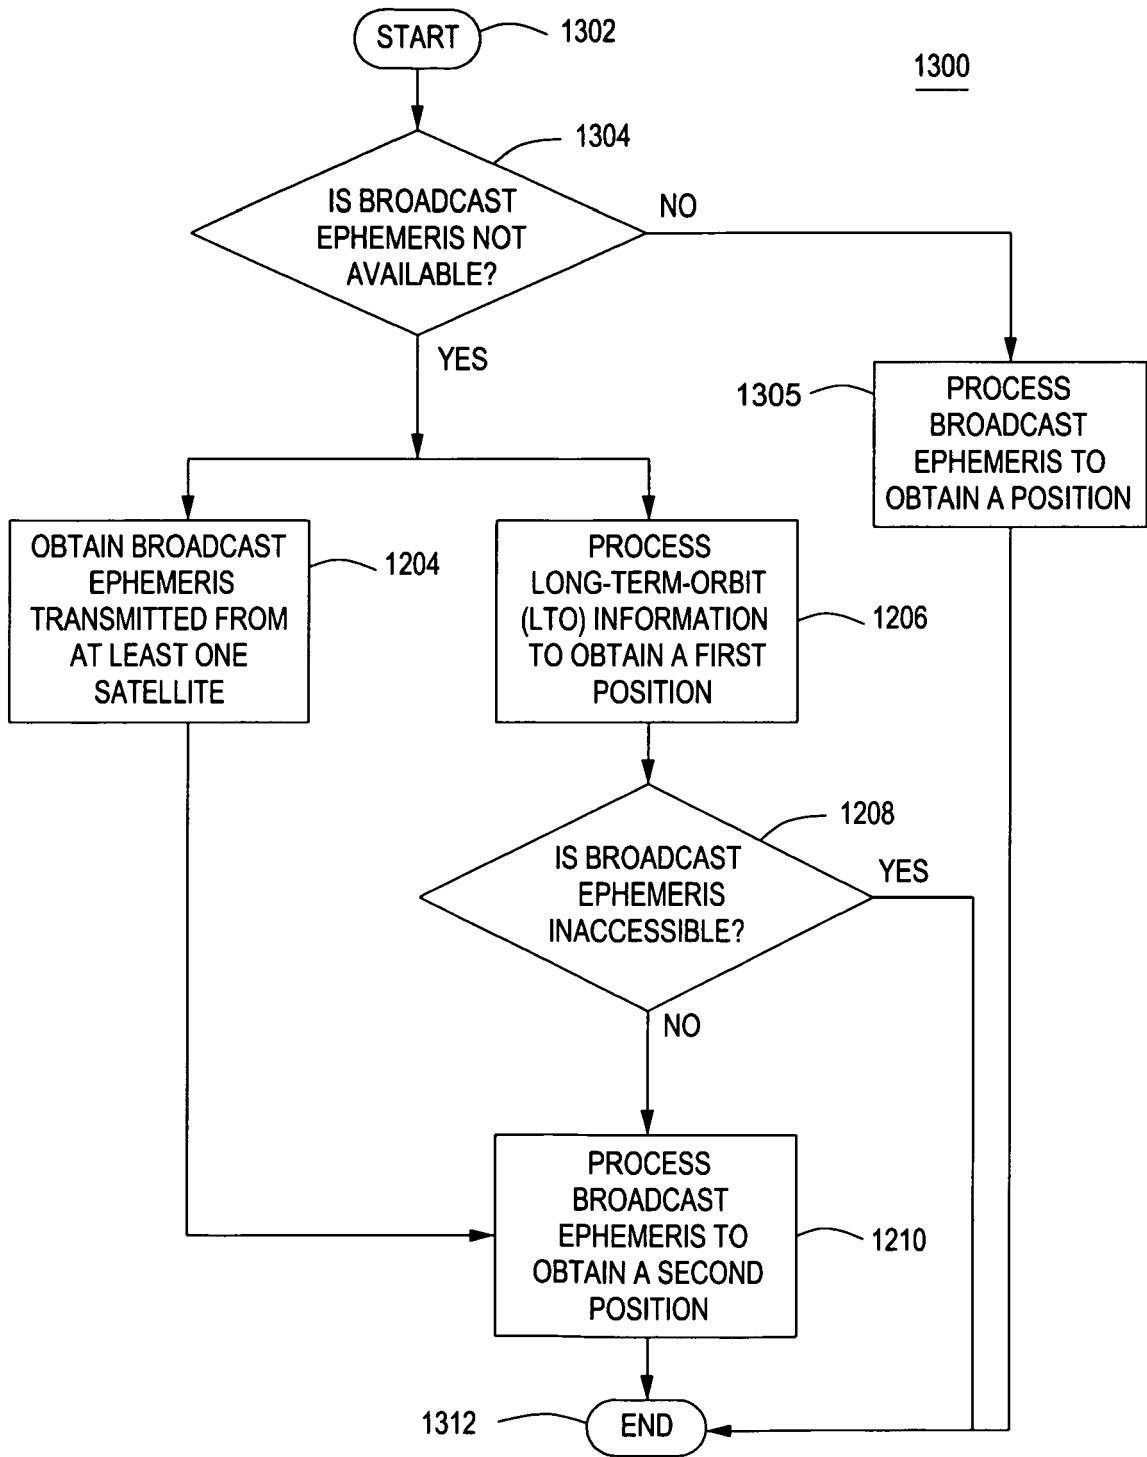 START
1302
1300
1304
IS BROADCAST
EPHEMERIS NOT
AVAILABLE?
NO
YES
1305
PROCESS
BROADCAST
EPHEMERIS TO
OBTAIN A POSITION
OBTAIN BROADCAST
EPHEMERIS
TRANSMITTED FROM
AT LEAST ONE
SATELLITE
1204
PROCESS
LONG-TERM-ORBIT
(LTO) INFORMATION
TO OBTAIN A FIRST
POSITION
1206
1208
IS BROADCAST
EPHEMERIS
INACCESSIBLE?
YES
NO
PROCESS
BROADCAST
EPHEMERIS TO
OBTAIN A SECOND
POSITION
1210
1312
END